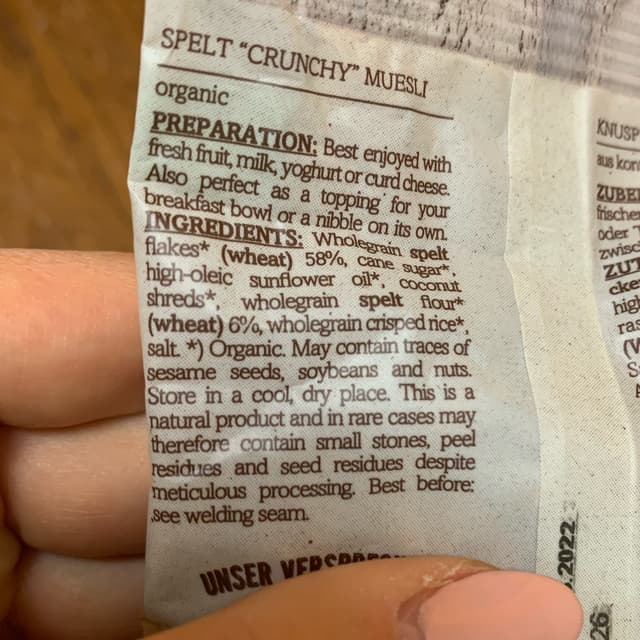 SPELT "CRUNCHY" MUESLI
organic
PREPARATION: Best enjoyed with
fresh fruit, milk, yoghurt or curd cheese.
Also perfect as a topping for your
breakfast bowl or a nibble on its own.
INGREDIENTS: Wholegrain spelt
flakes* (wheat) 58%, cane sugar*,
high-oleic sunflower oil*, coconut
shreds*, wholegrain spelt flour*
(wheat) 6%, wholegrain crisped rice*,
salt. *) Organic. May contain traces of
sesame seeds, soybeans and nuts.
Store in a cool, dry place. This is a
natural product and in rare cases may
therefore contain small stones, peel
residues and seed residues despite
meticulous processing. Best before:
see welding seam.
UNSER
.2022
26
KNUSP
aus kon
ZUBE
frische
oder
zwisc
ZUT
cke
hig
ras
(W